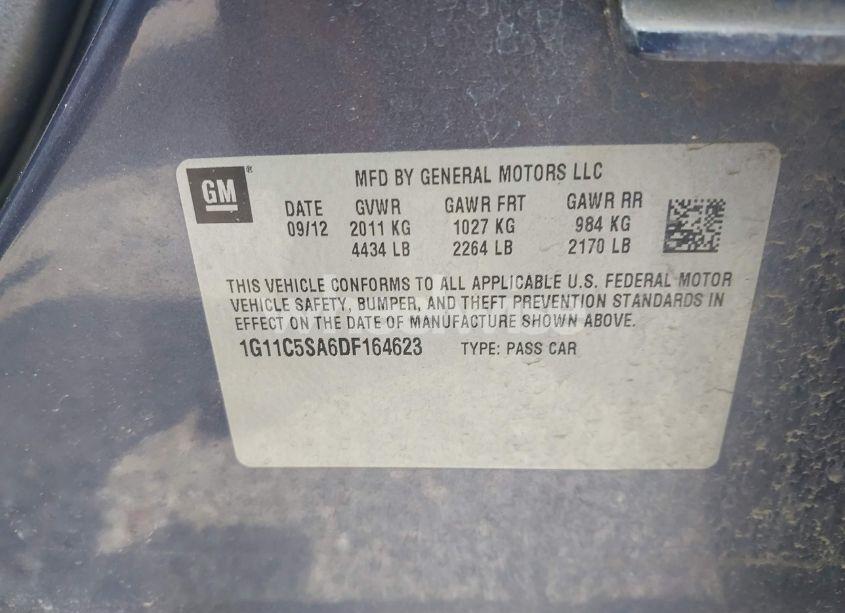 GM
MFD BY GENERAL MOTORS LLC
DATE GVWR GAWR FRT GAWR RR
09/12 2011 KG 1027 KG 984 KG
4434 LB 2264 LB 2170 LB
THIS VEHICLE CONFORMS TO ALL APPLICABLE U.S. FEDERAL MOTOR
VEHICLE SAFETY, BUMPER, AND THEFT PREVENTION STANDARDS IN
EFFECT ON THE DATE OF MANUFACTURE SHOWN ABOVE.
1G11C5SA6DF164623 TYPE: PASS CAR